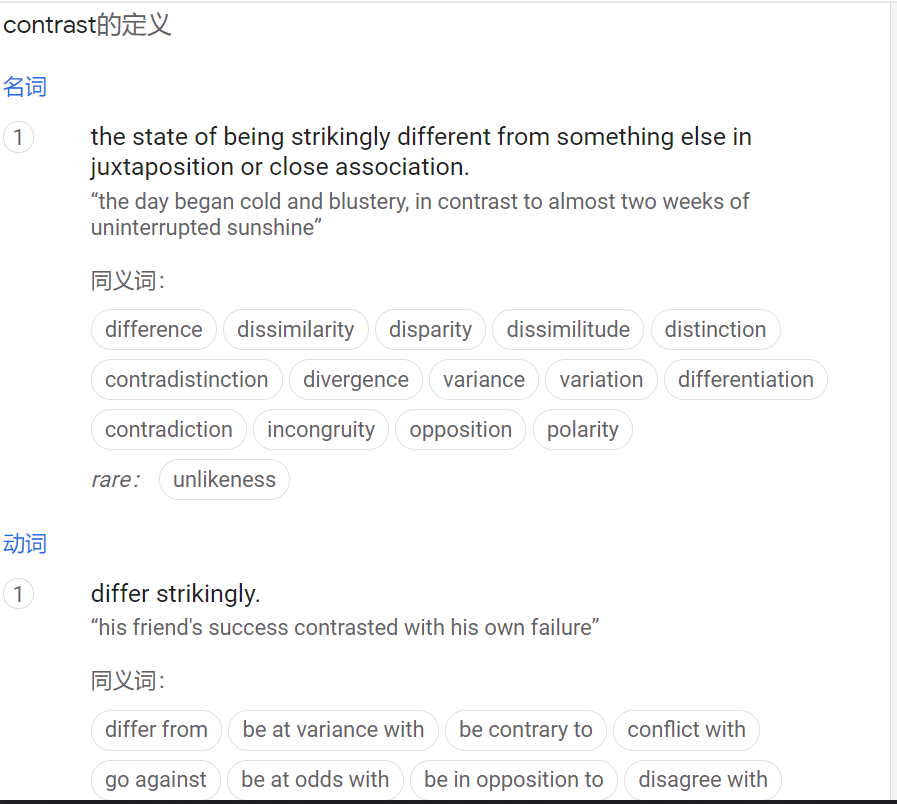 contrast的定义
名词
1
the state of being strikingly different from something else in
juxtaposition or close association.
“the day began cold and blustery, in contrast to almost two weeks of
uninterrupted sunshine”
同义词：
difference dissimilarity disparity dissimilitude distinction
contradistinction divergence variance variation differentiation
contradiction incongruity opposition polarity
rare： unlikeness
动词
1
differ strikingly.
“his friend's success contrasted with his own failure”
同义词：
differ from be at variance with be contrary to conflict with
go against be at odds with be in opposition to disagree with